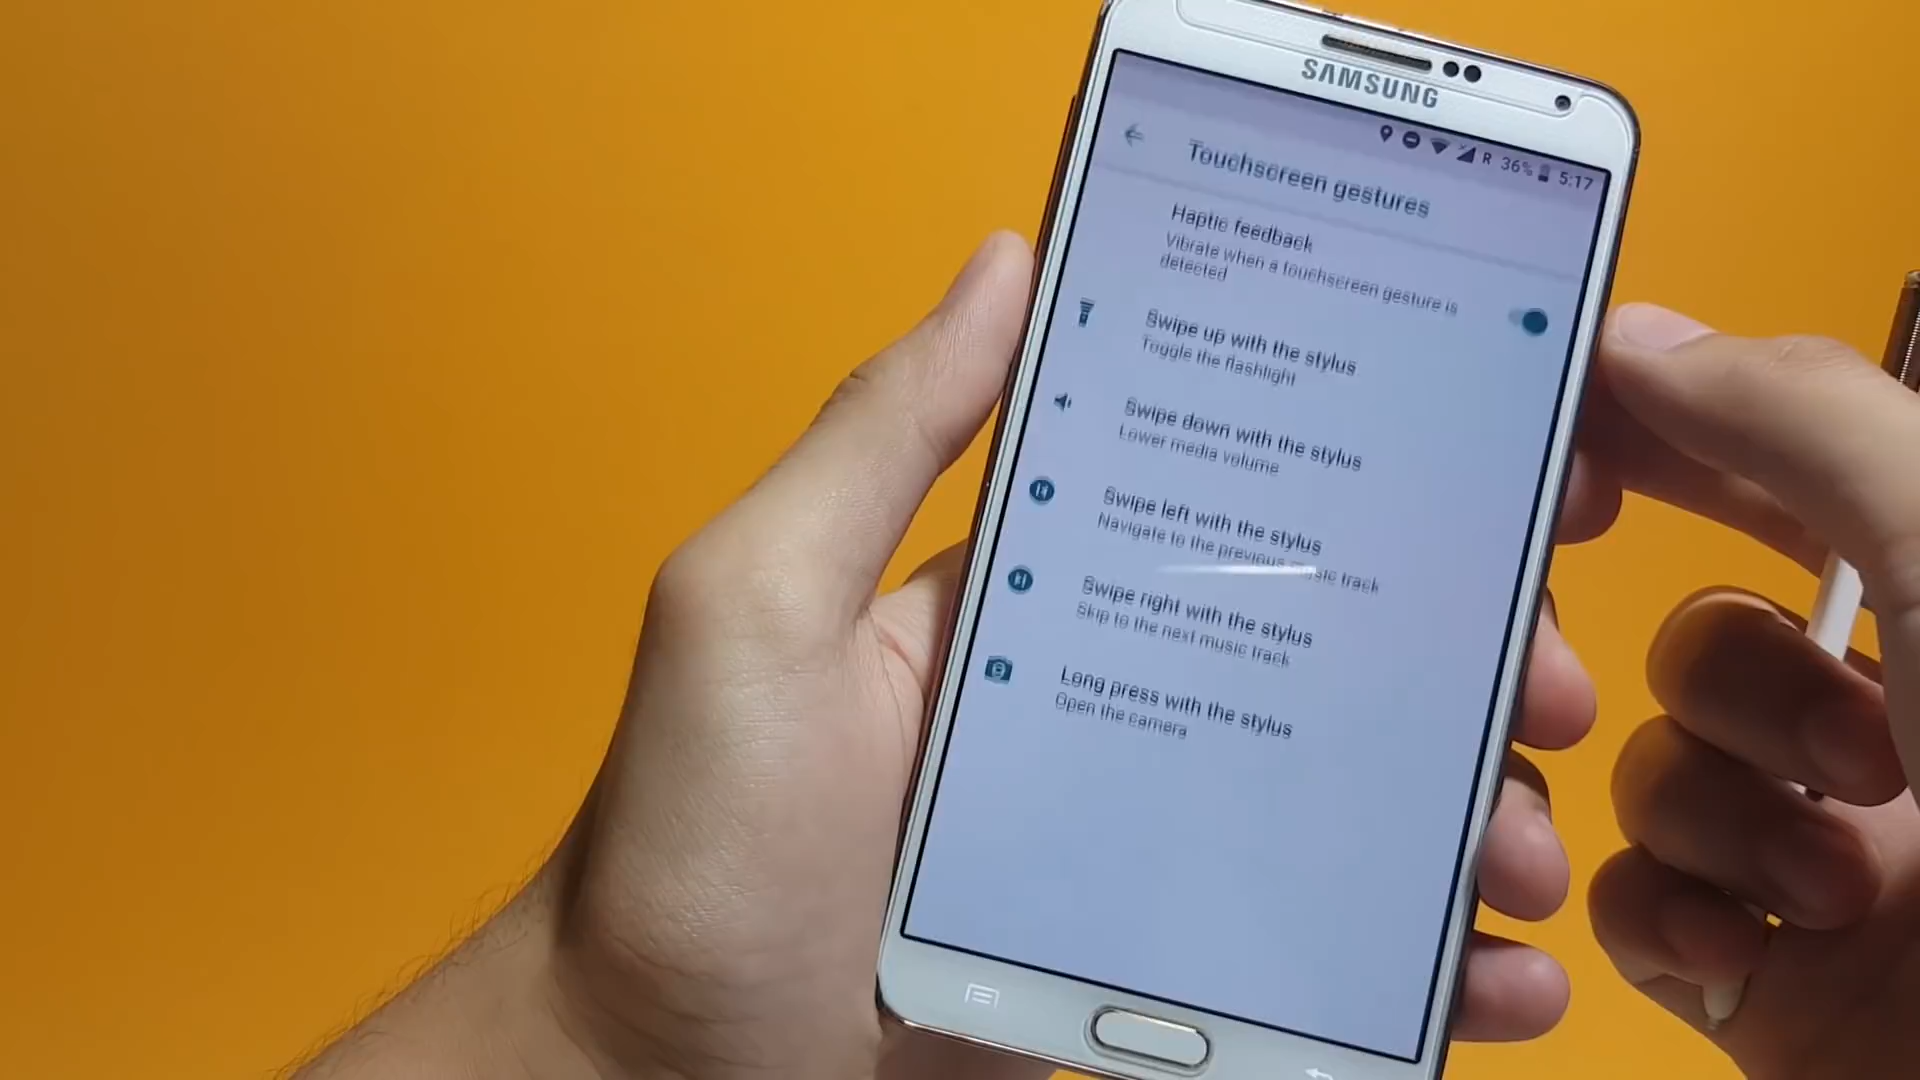 SAMSUNG
R 36% 5:17
Touchscreen gestures
Haptic feedback
Vibrate when a touchscreen gesture is
detected
Swipe up with the stylus
Toggle the flashlight
Swipe down with the stylus
Lower media volume
Swipe left with the stylus
Navigate to the previous music track
Swipe right with the stylus
Skip to the next music track
Long press with the stylus
Open the camera